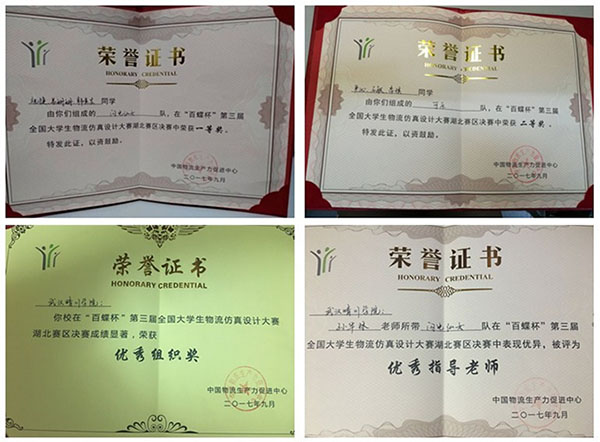 荣誉证书
HONORARY CREDENTIAL
同学
由你们组成的 闪电仙女 队，在“百蝶杯”第三届
全国大学生物流仿真设计大赛湖北赛区决赛中荣获 一等奖，
特发此证，以资鼓励。
中国物流生产力促进中心
二〇一七年九月
荣誉证书
HONORARY CREDENTIAL
同学
由你们组成的 队，在“百蝶杯”第三届
全国大学生物流仿真设计大赛湖北赛区决赛中荣获 二等奖，
特发此证，以资鼓励。
中国物流生产力促进中心
二〇一七年九月
荣誉证书
HONORARY CREDENTIAL
武汉晴川学院：
你校在“百蝶杯”第三届全国大学生物流仿真设计大赛
湖北赛区决赛成绩显著，荣获
优秀组织奖
中国物流生产力促进中心
二〇一七年九月
荣誉证书
HONORARY CREDENTIAL
武汉晴川学院：
老师所带 闪电仙女 队在“百蝶杯”第三届
全国大学生物流仿真设计大赛湖北赛区决赛中表现优异，被评为
优秀指导老师
中国物流生产力促进中心
二〇一七年九月